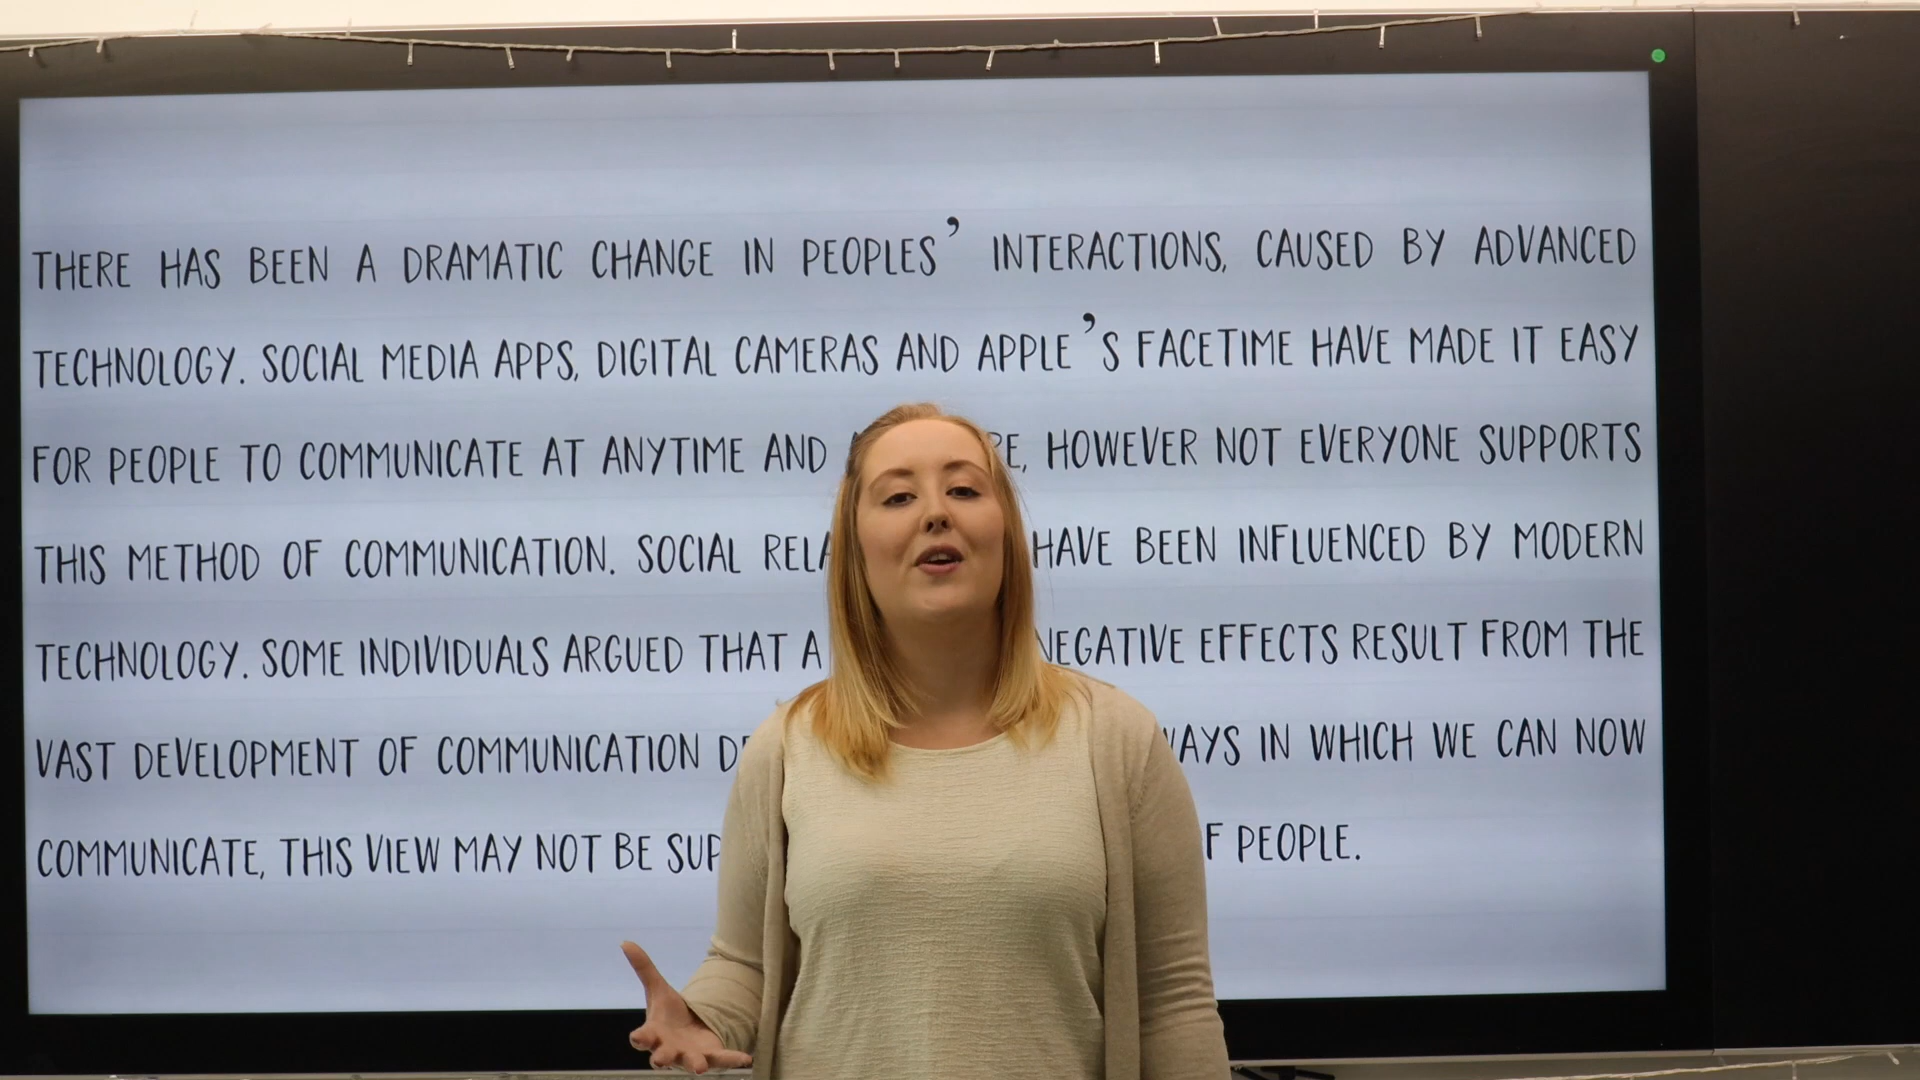 THERE HAS BEEN A DRAMATIC CHANGE IN PEOPLES' INTERACTIONS, CAUSED BY ADVANCED
TECHNOLOGY. SOCIAL MEDIA APPS, DIGITAL CAMERAS AND APPLE'S FACETIME HAVE MADE IT EASY
FOR PEOPLE TO COMMUNICATE AT ANYTIME AND HOWEVER NOT EVERYONE SUPPORTS
THIS METHOD OF COMMUNICATION. SOCIAL HAVE BEEN INFLUENCED BY MODERN
TECHNOLOGY. SOME INDIVIDUALS ARGUED THAT A NEGATIVE EFFECTS RESULT FROM THE
VAST DEVELOPMENT OF COMMUNICATION WAYS IN WHICH WE CAN NOW
COMMUNICATE, THIS VIEW MAY NOT BE PEOPLE.